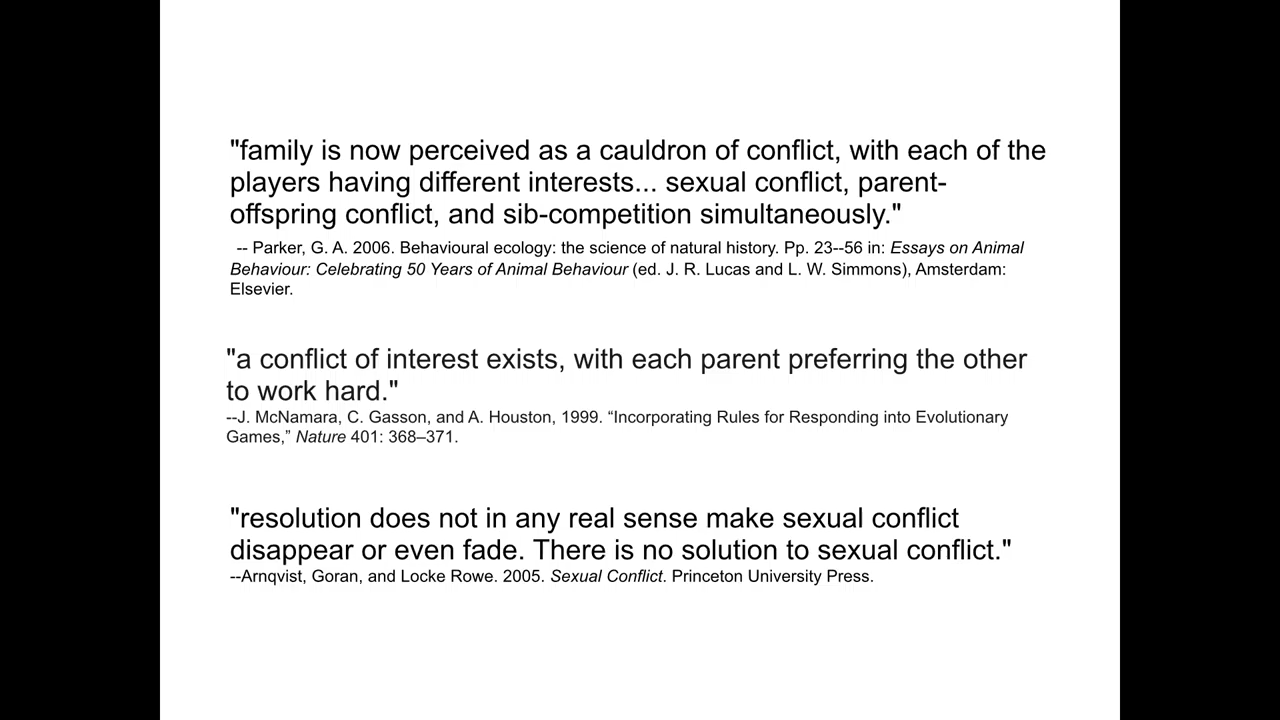 "family is now perceived as a cauldron of conflict, with each of the
players having different interests... sexual conflict, parent-
offspring conflict, and sib-competition simultaneously."
-- Parker, G. A. 2006. Behavioural ecology: the science of natural history. Pp. 23--56 in: Essays on Animal
Behaviour: Celebrating 50 Years of Animal Behaviour (ed. J. R. Lucas and L. W. Simmons), Amsterdam:
Elsevier.
"a conflict of interest exists, with each parent preferring the other
to work hard."
--J. McNamara, C. Gasson, and A. Houston, 1999. “Incorporating Rules for Responding into Evolutionary
Games,” Nature 401: 368–371.
"resolution does not in any real sense make sexual conflict
disappear or even fade. There is no solution to sexual conflict."
--Arnqvist, Goran, and Locke Rowe. 2005. Sexual Conflict. Princeton University Press.